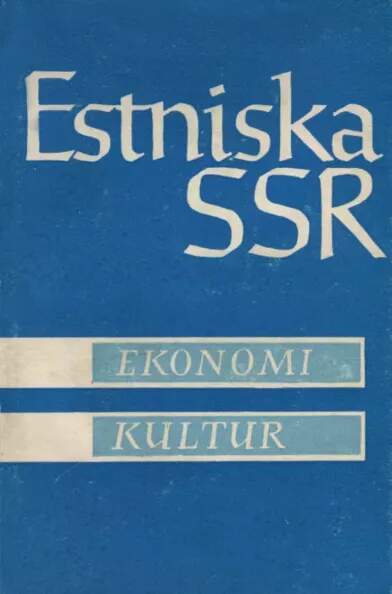 Estniska
SSR
EKONOMI
KULTUR